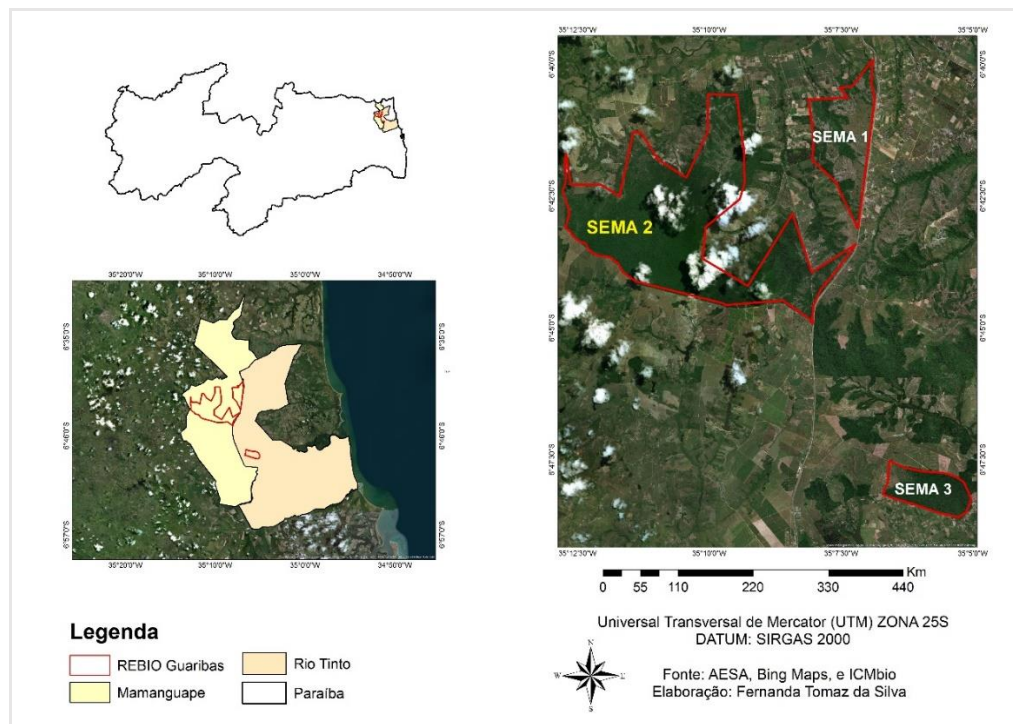 35°20'0"W 35°10'0"W 35°0'0"W 34°50'0"W
6°35'0"S 6°35'0"S
6°46'0"S 6°46'0"S
6°57'0"S 6°57'0"S
35°20'0"W 35°10'0"W 35°0'0"W 34°50'0"W
Legenda
REBIO Guaribas
Rio Tinto
Mamanguape
Paraíba
35°12'30"W 35°10'0"W 35°7'30"W 35°5'0"W
6°40'0"S 6°40'0"S
SEMA 1
6°42'30"S 6°42'30"S
SEMA 2
6°45'0"S 6°45'0"S
6°47'30"S 6°47'30"S
SEMA 3
35°12'30"W 35°10'0"W 35°7'30"W 35°5'0"W
Km
0 55 110 220 330 440
Universal Transversal de Mercator (UTM) ZONA 25S
DATUM: SIRGAS 2000
N
W E
S
Fonte: AESA, Bing Maps, e ICMbio
Elaboração: Fernanda Tomaz da Silva